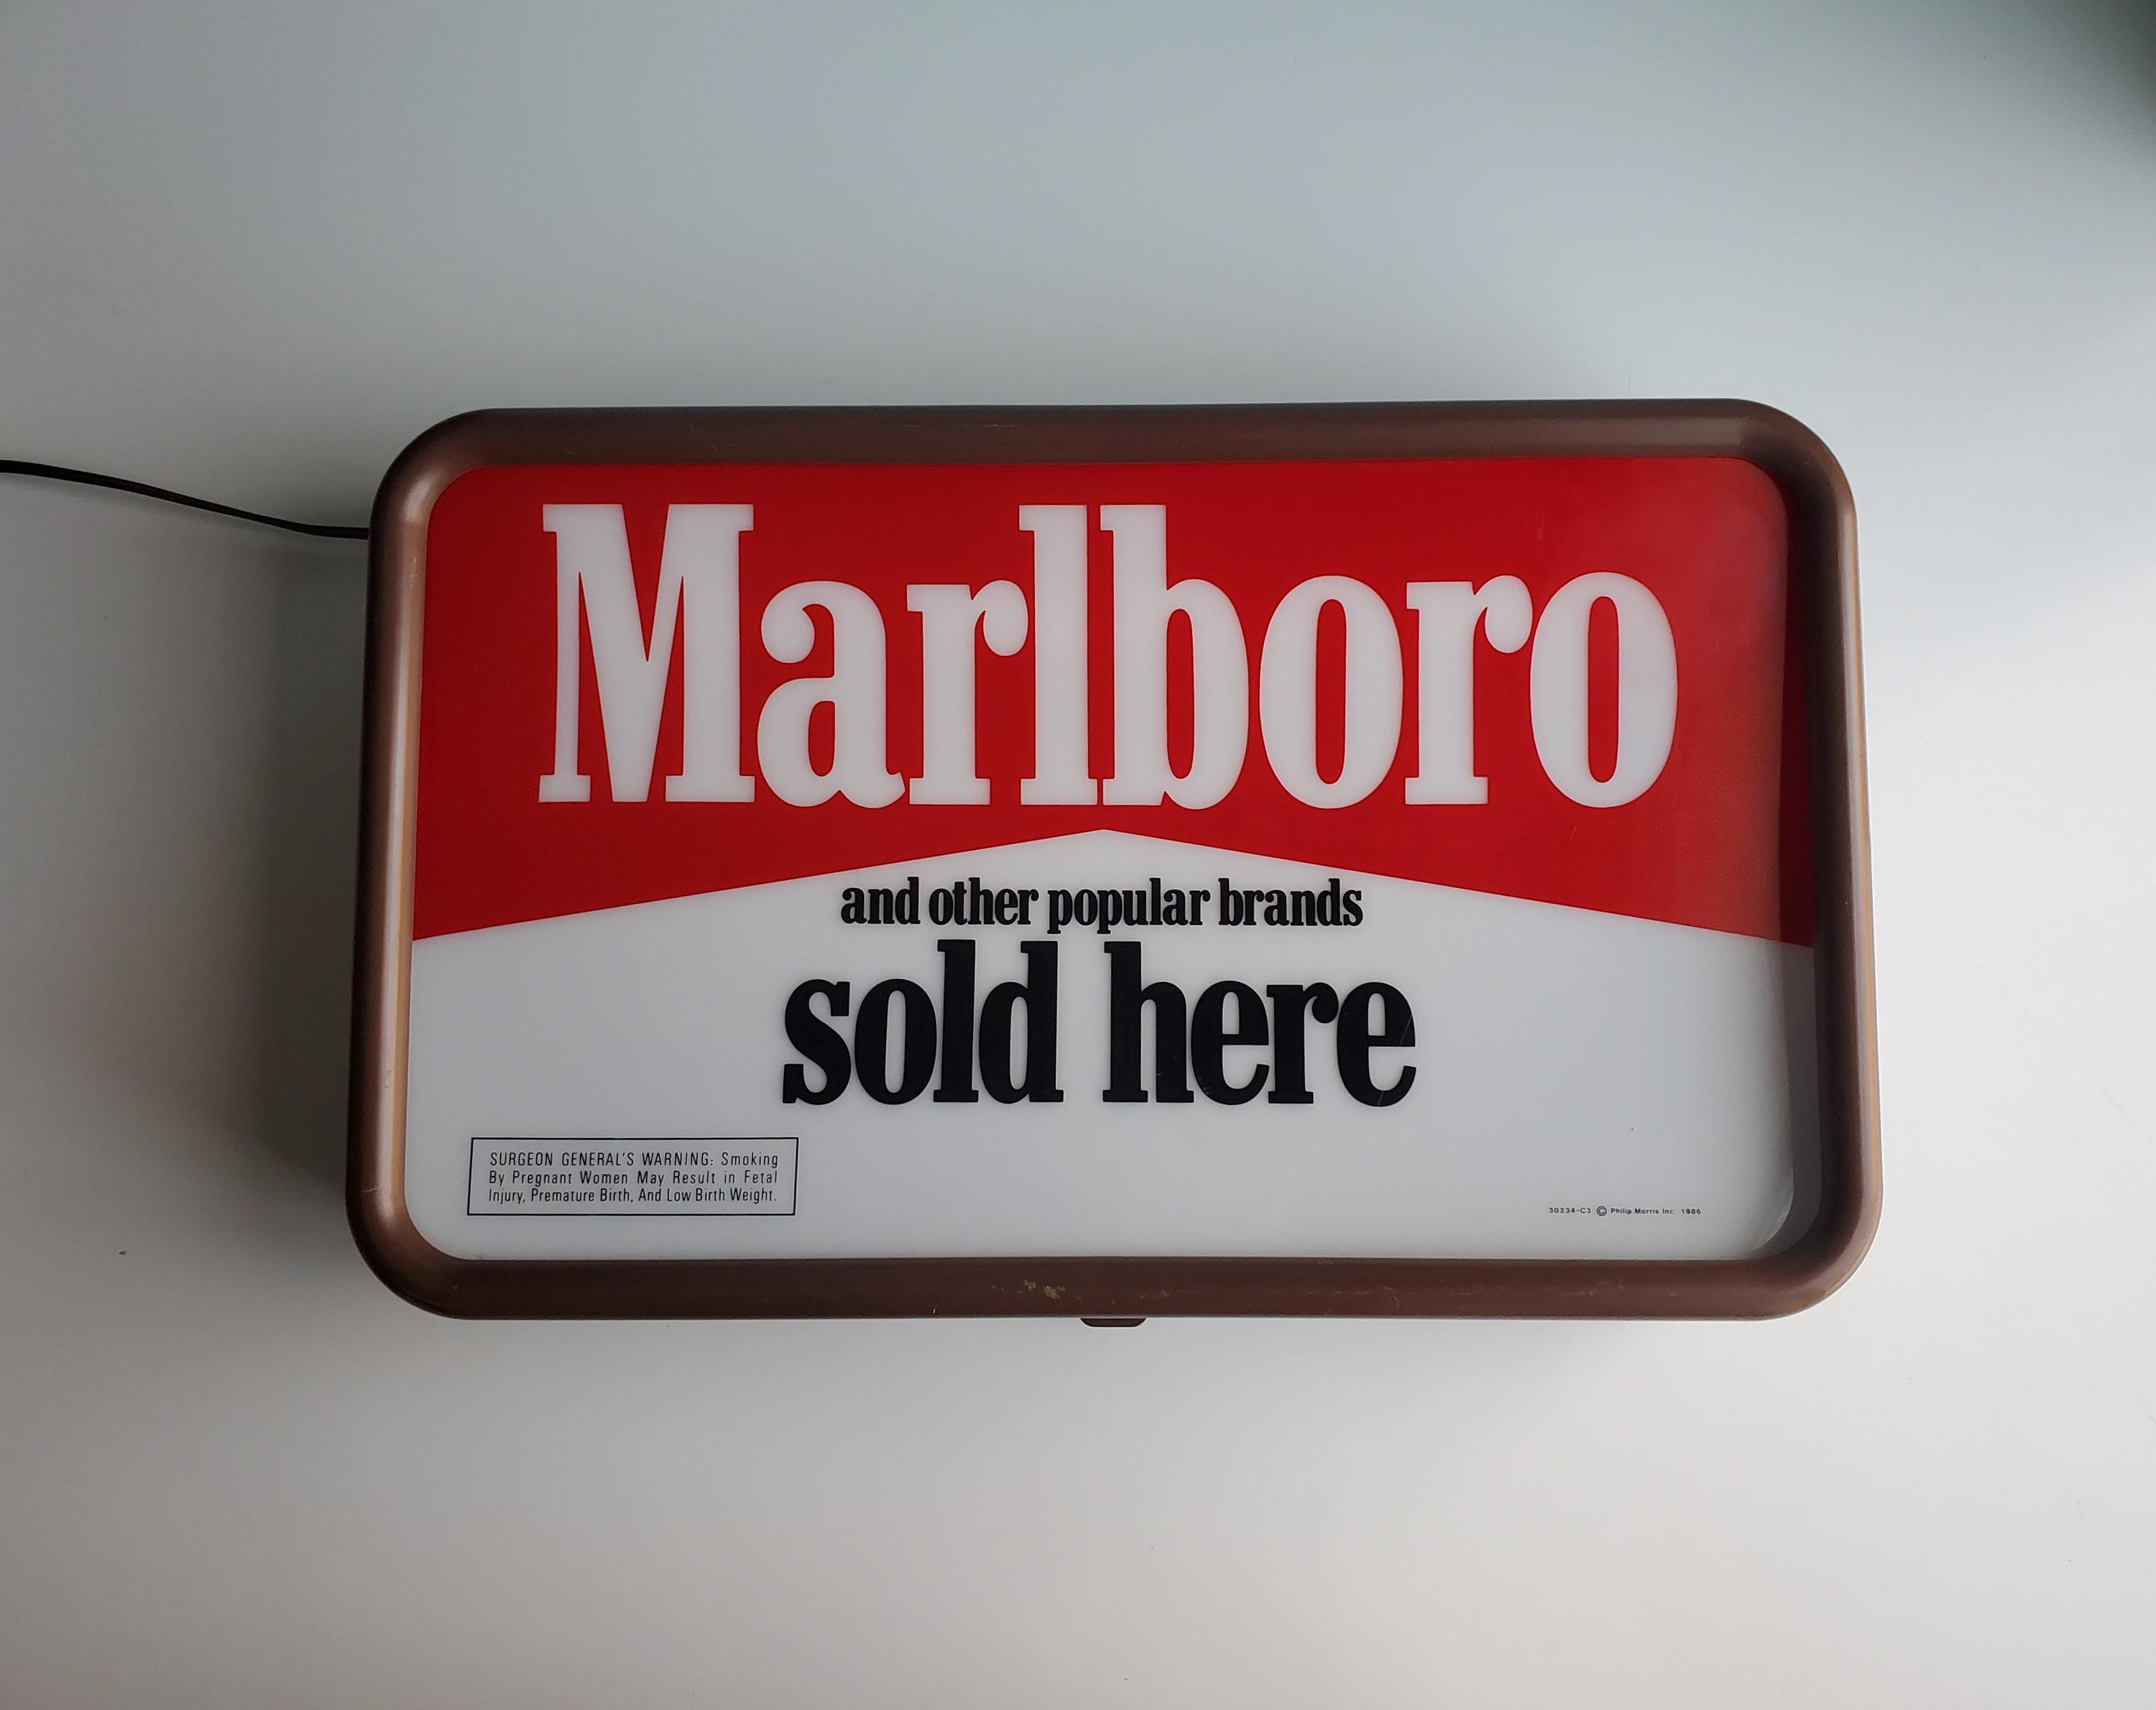 Marlboro
and other popular brands
sold here
SURGEON GENERAL'S WARNING: Smoking
By Pregnant Women May Result in Fetal
Injury, Premature Birth, And Low Birth Weight.
30234-C3 © Philip Morris Inc. 1986